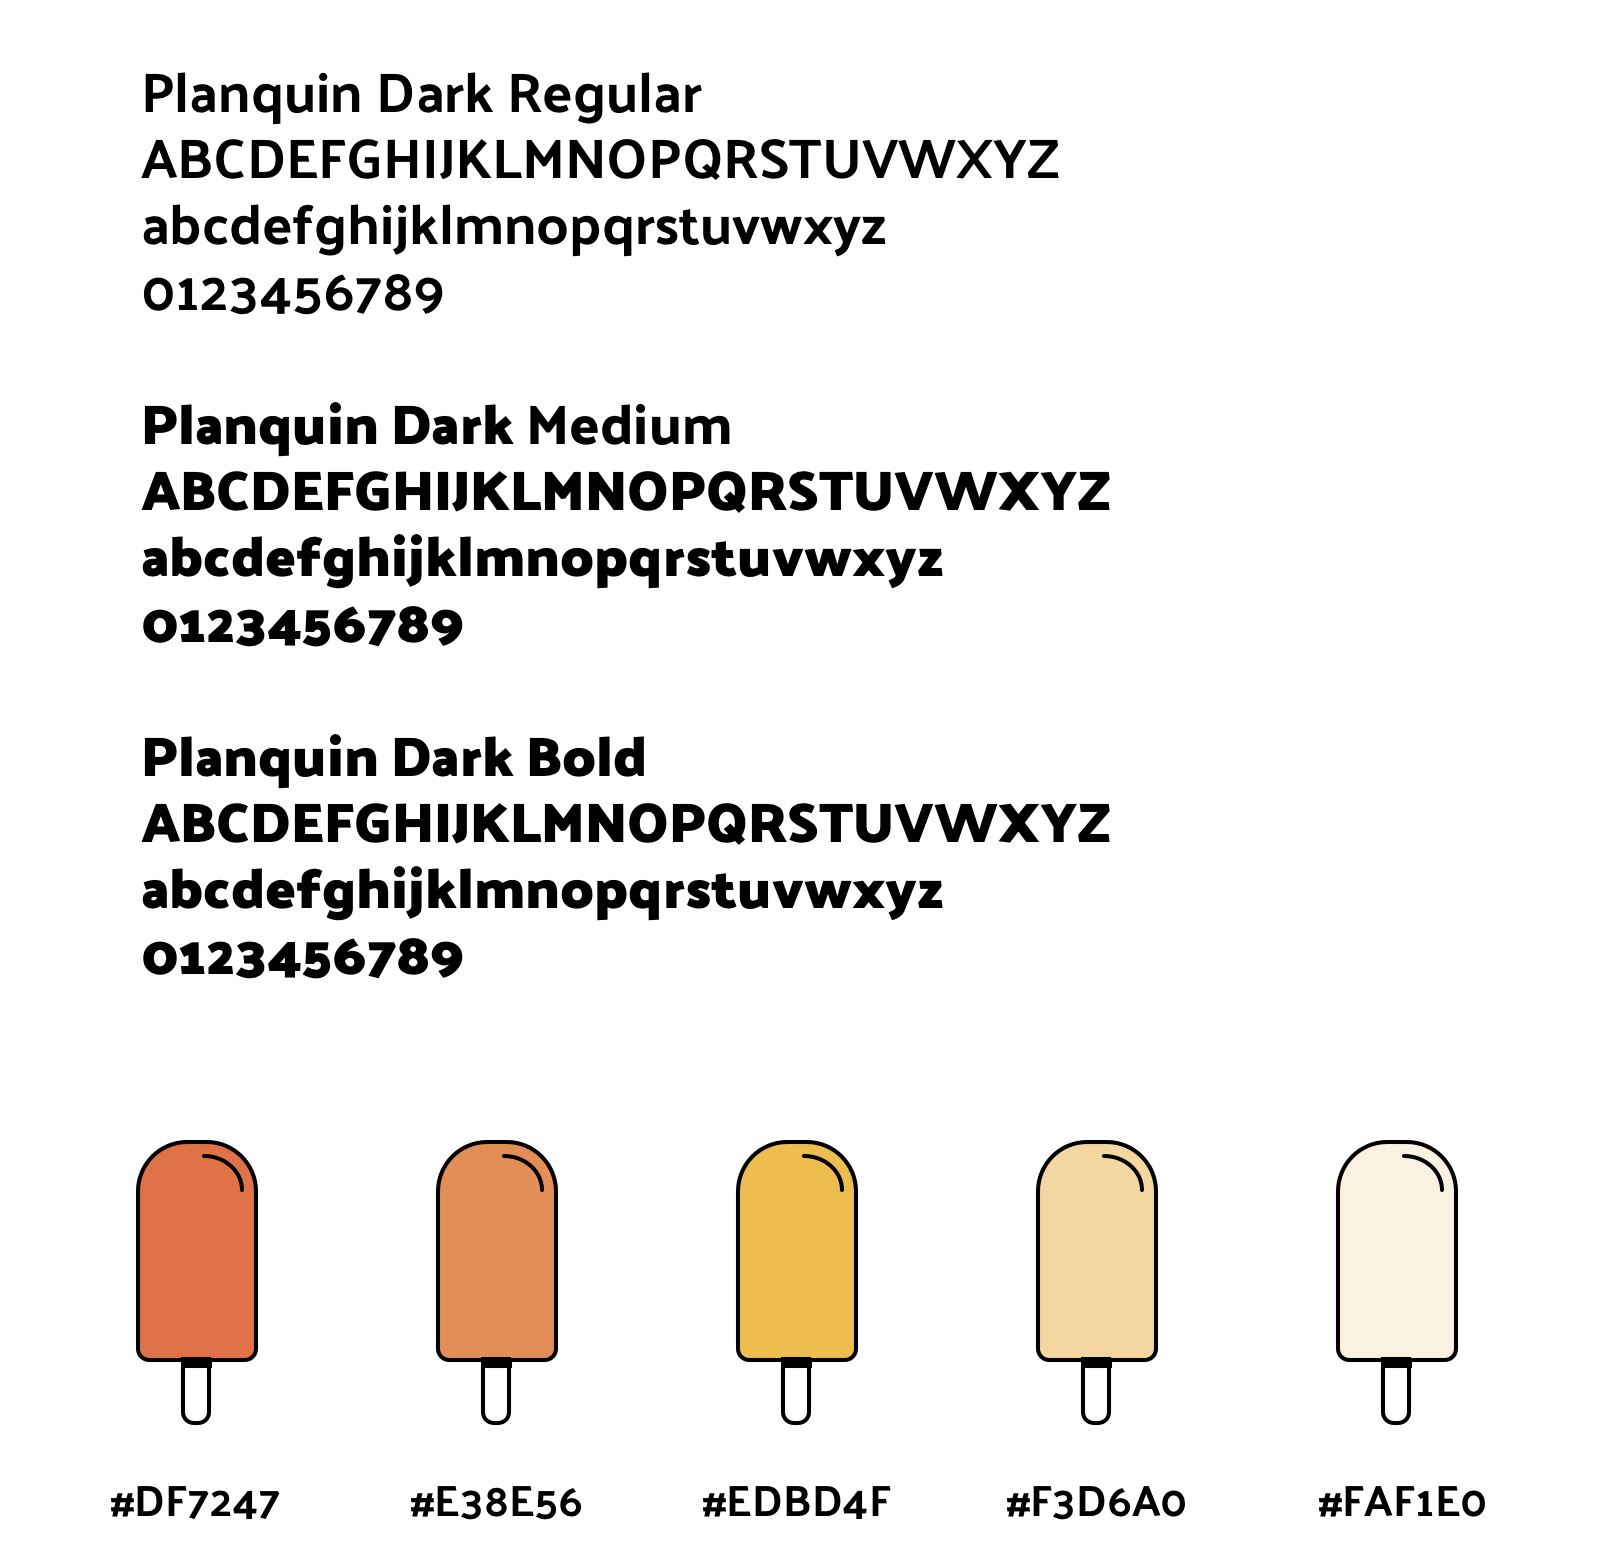 Planquin Dark Regular
ABCDEFGHIJKLMNOPQRSTUVWXYZ
abcdefghijklmnopqrstuvwxyz
0123456789
Planquin Dark Medium
ABCDEFGHIJKLMNOPQRSTUVWXYZ
abcdefghijklmnopqrstuvwxyz
0123456789
Planquin Dark Bold
ABCDEFGHIJKLMNOPQRSTUVWXYZ
abcdefghijklmnopqrstuvwxyz
0123456789
#DF7247
#E38E56
#EDBD4F
#F3D6A0
#FAF1E0